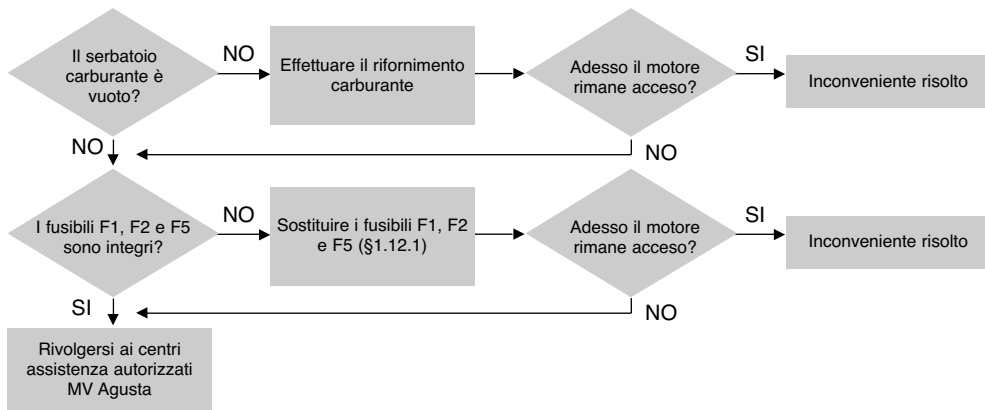 Il serbatoio
carburante è
vuoto?
NO
Effettuare il rifornimento
carburante
Adesso il motore
rimane acceso?
SI
Inconveniente risolto
NO
NO
I fusibili F1, F2 e F5
sono integri?
NO
Sostituire i fusibili F1, F2
e F5 (§1.12.1)
Adesso il motore
rimane acceso?
SI
Inconveniente risolto
SI
NO
Rivolgersi ai centri
assistenza autorizzati
MV Agusta